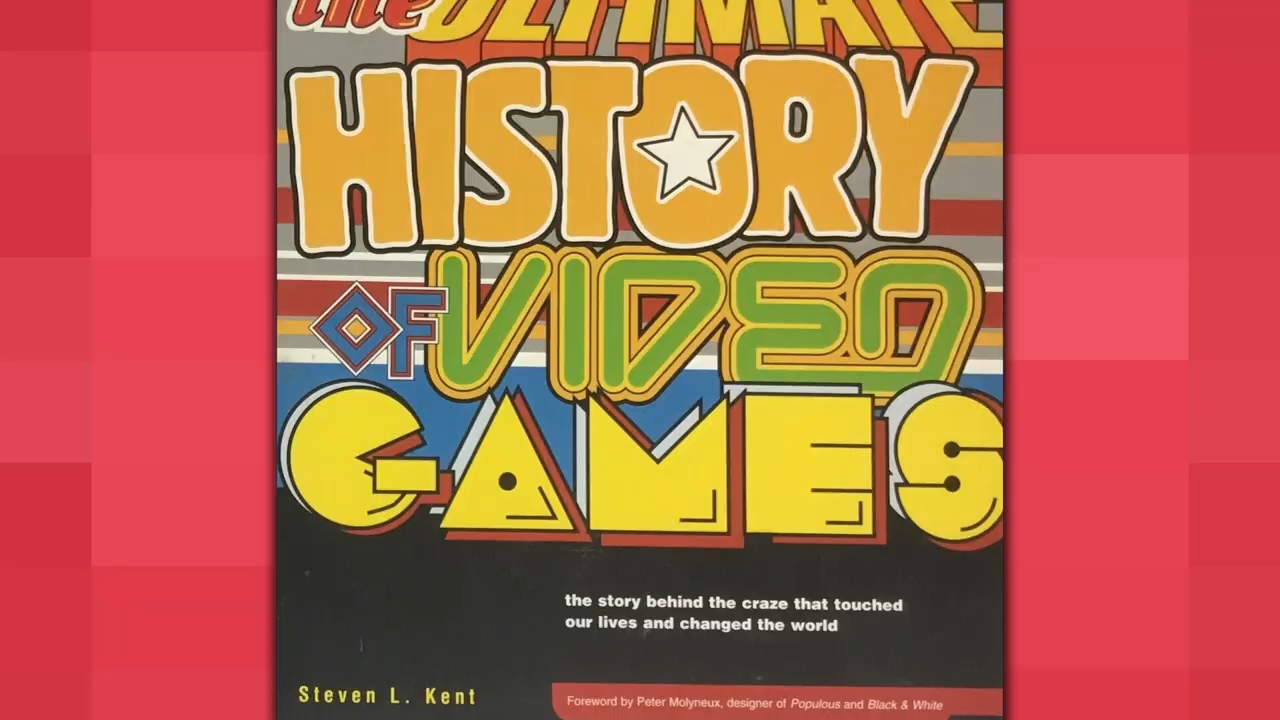 the ULTIMATE
HISTORY
OF VIDEO
GAMES
the story behind the craze that touched
our lives and changed the world
Steven L. Kent
Foreword by Peter Molyneux, designer of Populous and Black & White